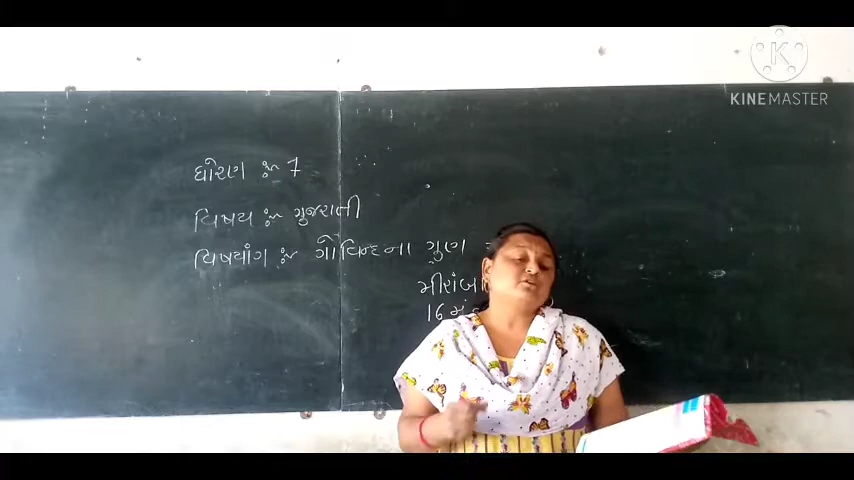 ધોરણ ઃ- 7
વિષય ઃ- ગુજરાતી
વિષયાંગ ઃ- ગોવિન્દના ગુણ
મીરાંબા
16 મં
K
KINEMASTER